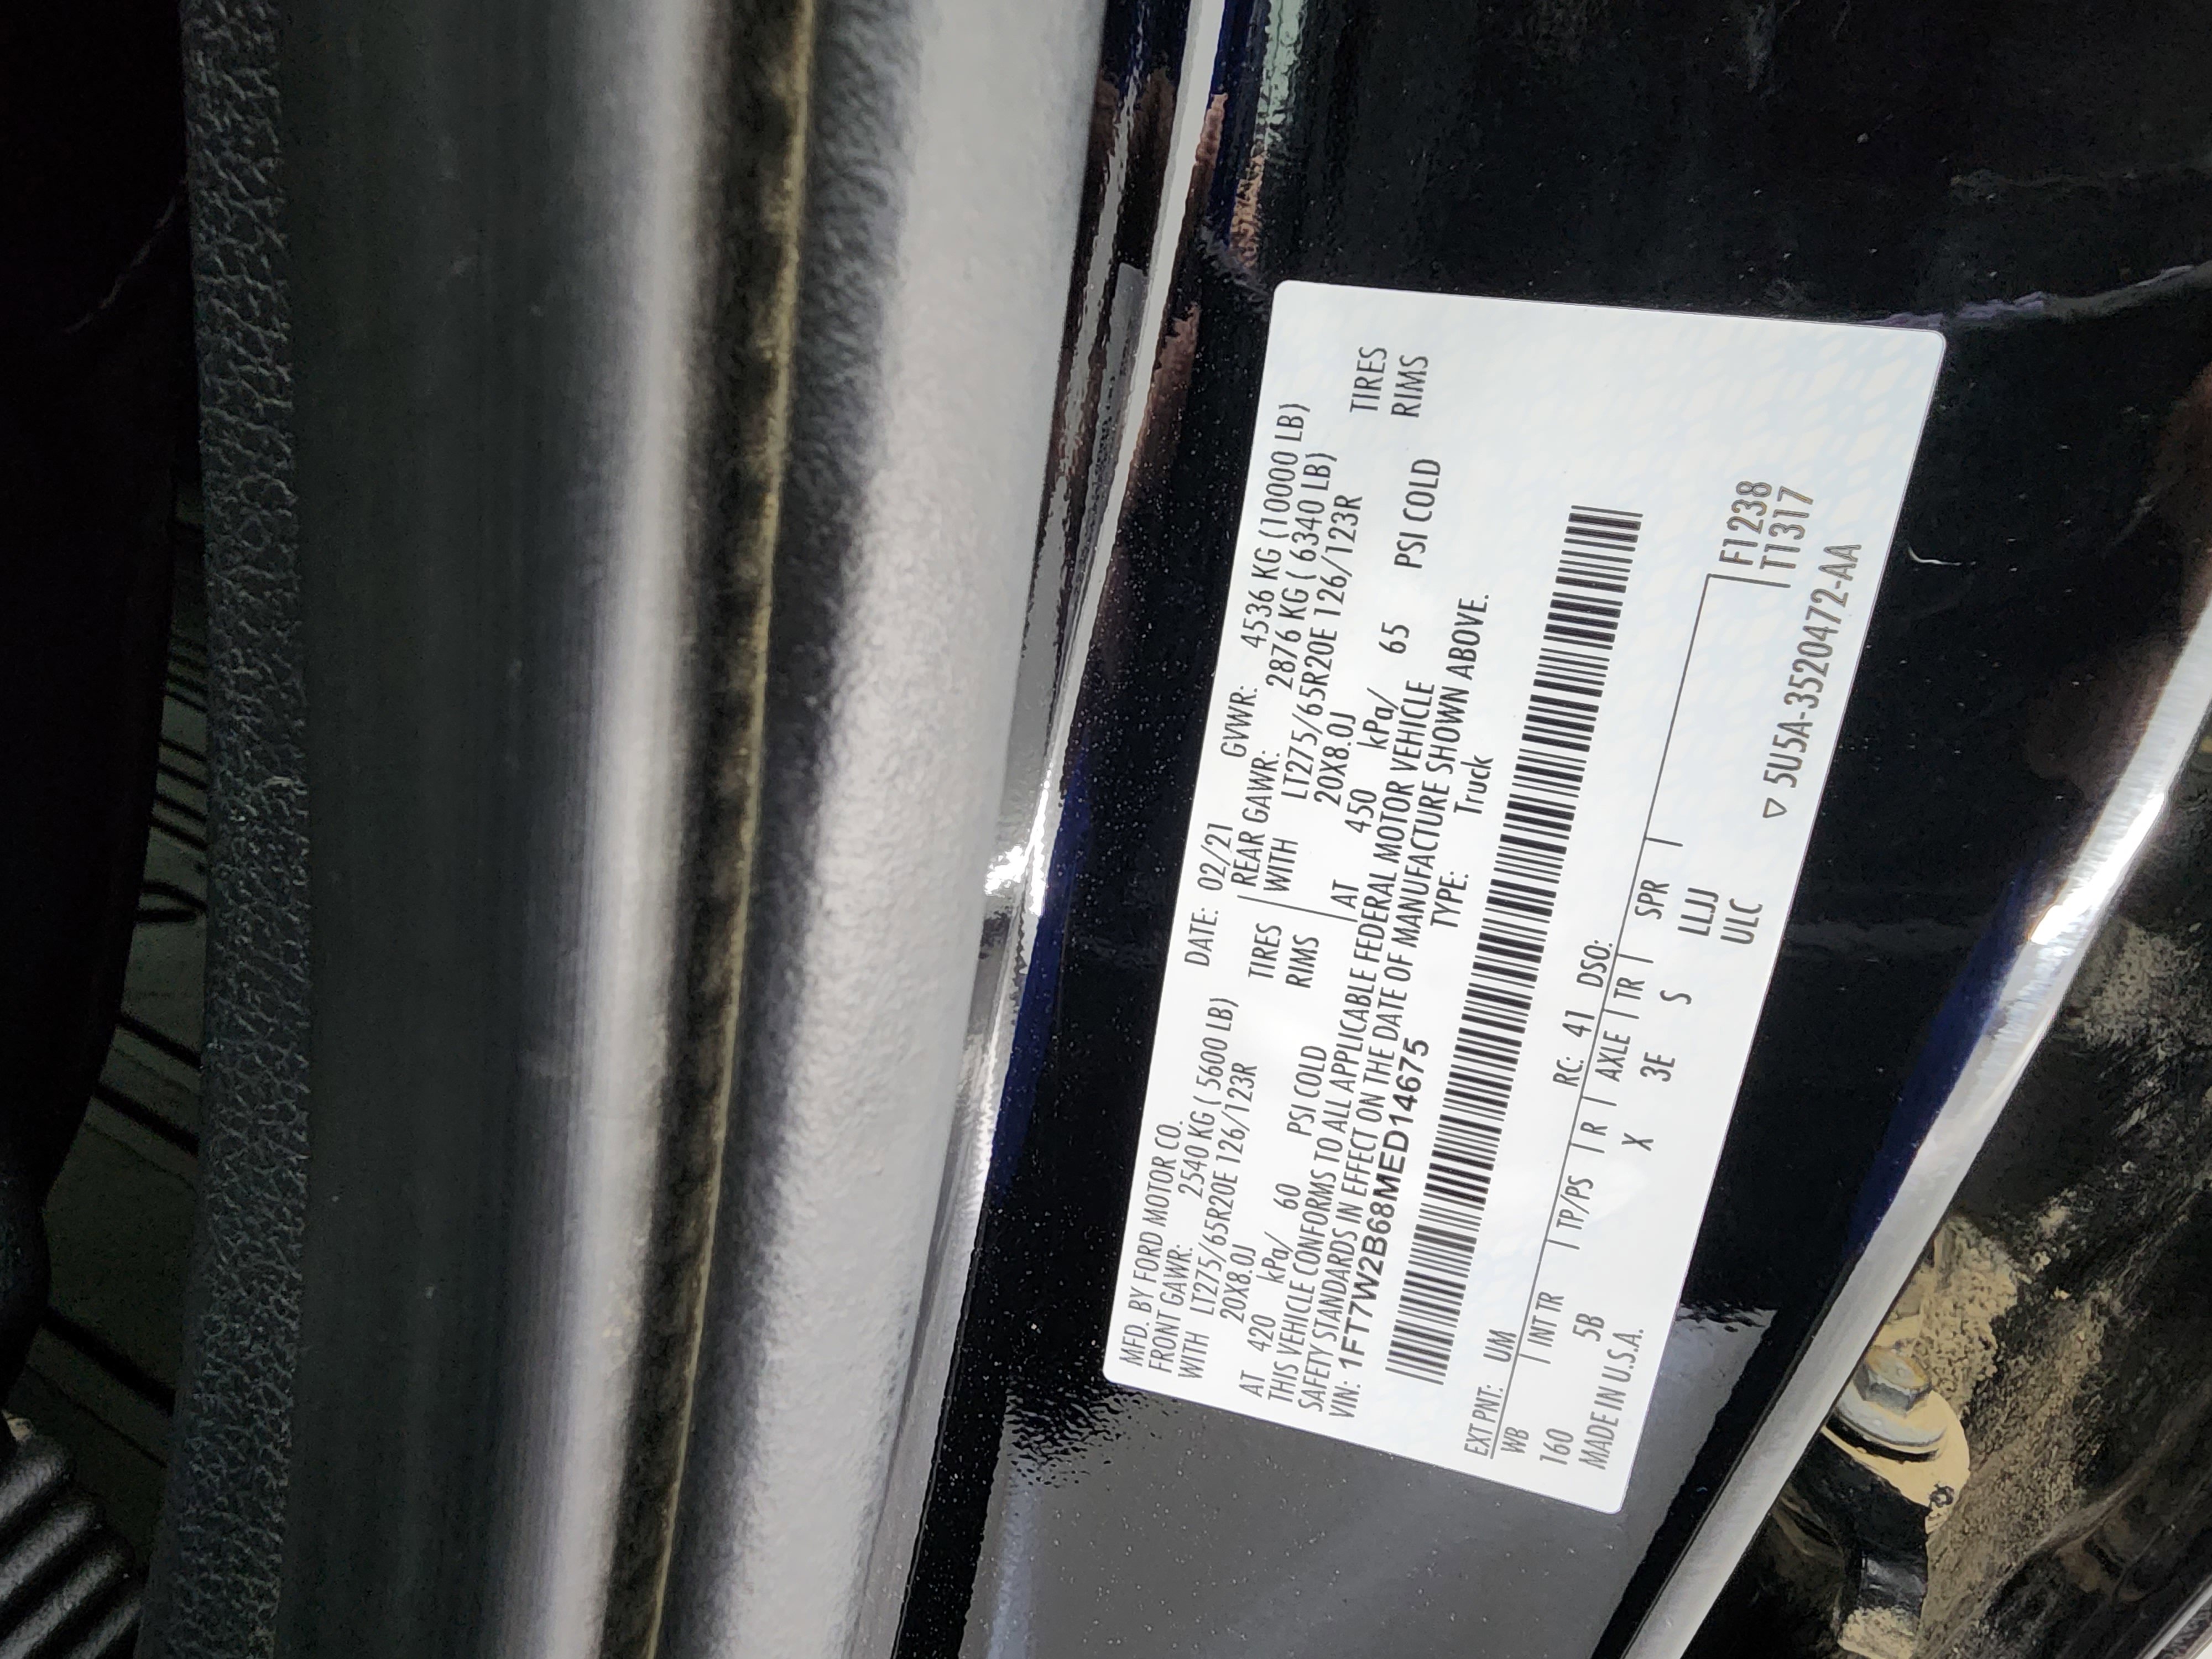 MFD. BY FORD MOTOR CO. DATE: 02/21 GVWR: 4536 KG (10000 LB)
FRONT GAWR: 2540 KG ( 5600 LB) REAR GAWR: 2876 KG ( 6340 LB)
WITH LT275/65R20E 126/123R TIRES WITH LT275/65R20E 126/123R TIRES
20X8.0J RIMS 20X8.0J RIMS
AT 420 kPa/ 60 PSI COLD AT 450 kPa/ 65 PSI COLD
THIS VEHICLE CONFORMS TO ALL APPLICABLE FEDERAL MOTOR VEHICLE
SAFETY STANDARDS IN EFFECT ON THE DATE OF MANUFACTURE SHOWN ABOVE.
VIN: 1FT7W2B68MED14675 TYPE: Truck
EXT PNT: UM RC: 41 DSO:
WB INT TR TP/PS R AXLE TR SPR F1238
160 5B X 3E S LLJJ T1317
MADE IN U.S.A. ULC
5U5A-3520472-AA